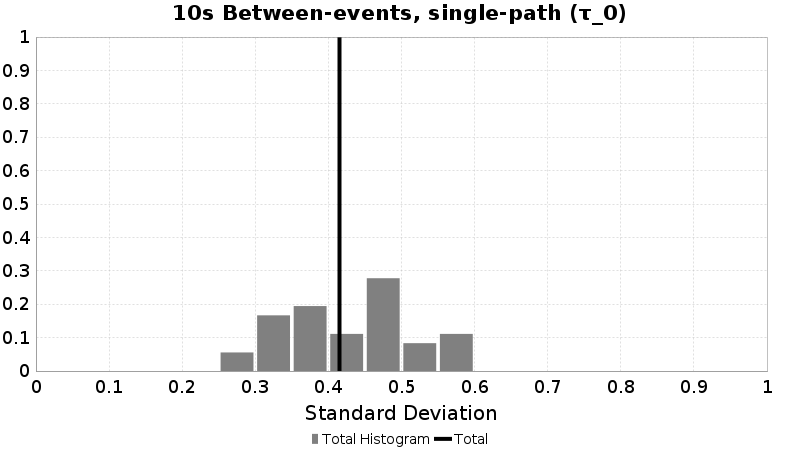 10s Between-events, single-path (τ_0)
1
0.9
0.8
0.7
0.6
0.5
0.4
0.3
0.2
0.1
0
0 0.1 0.2 0.3 0.4 0.5 0.6 0.7 0.8 0.9 1
Standard Deviation
Total Histogram Total